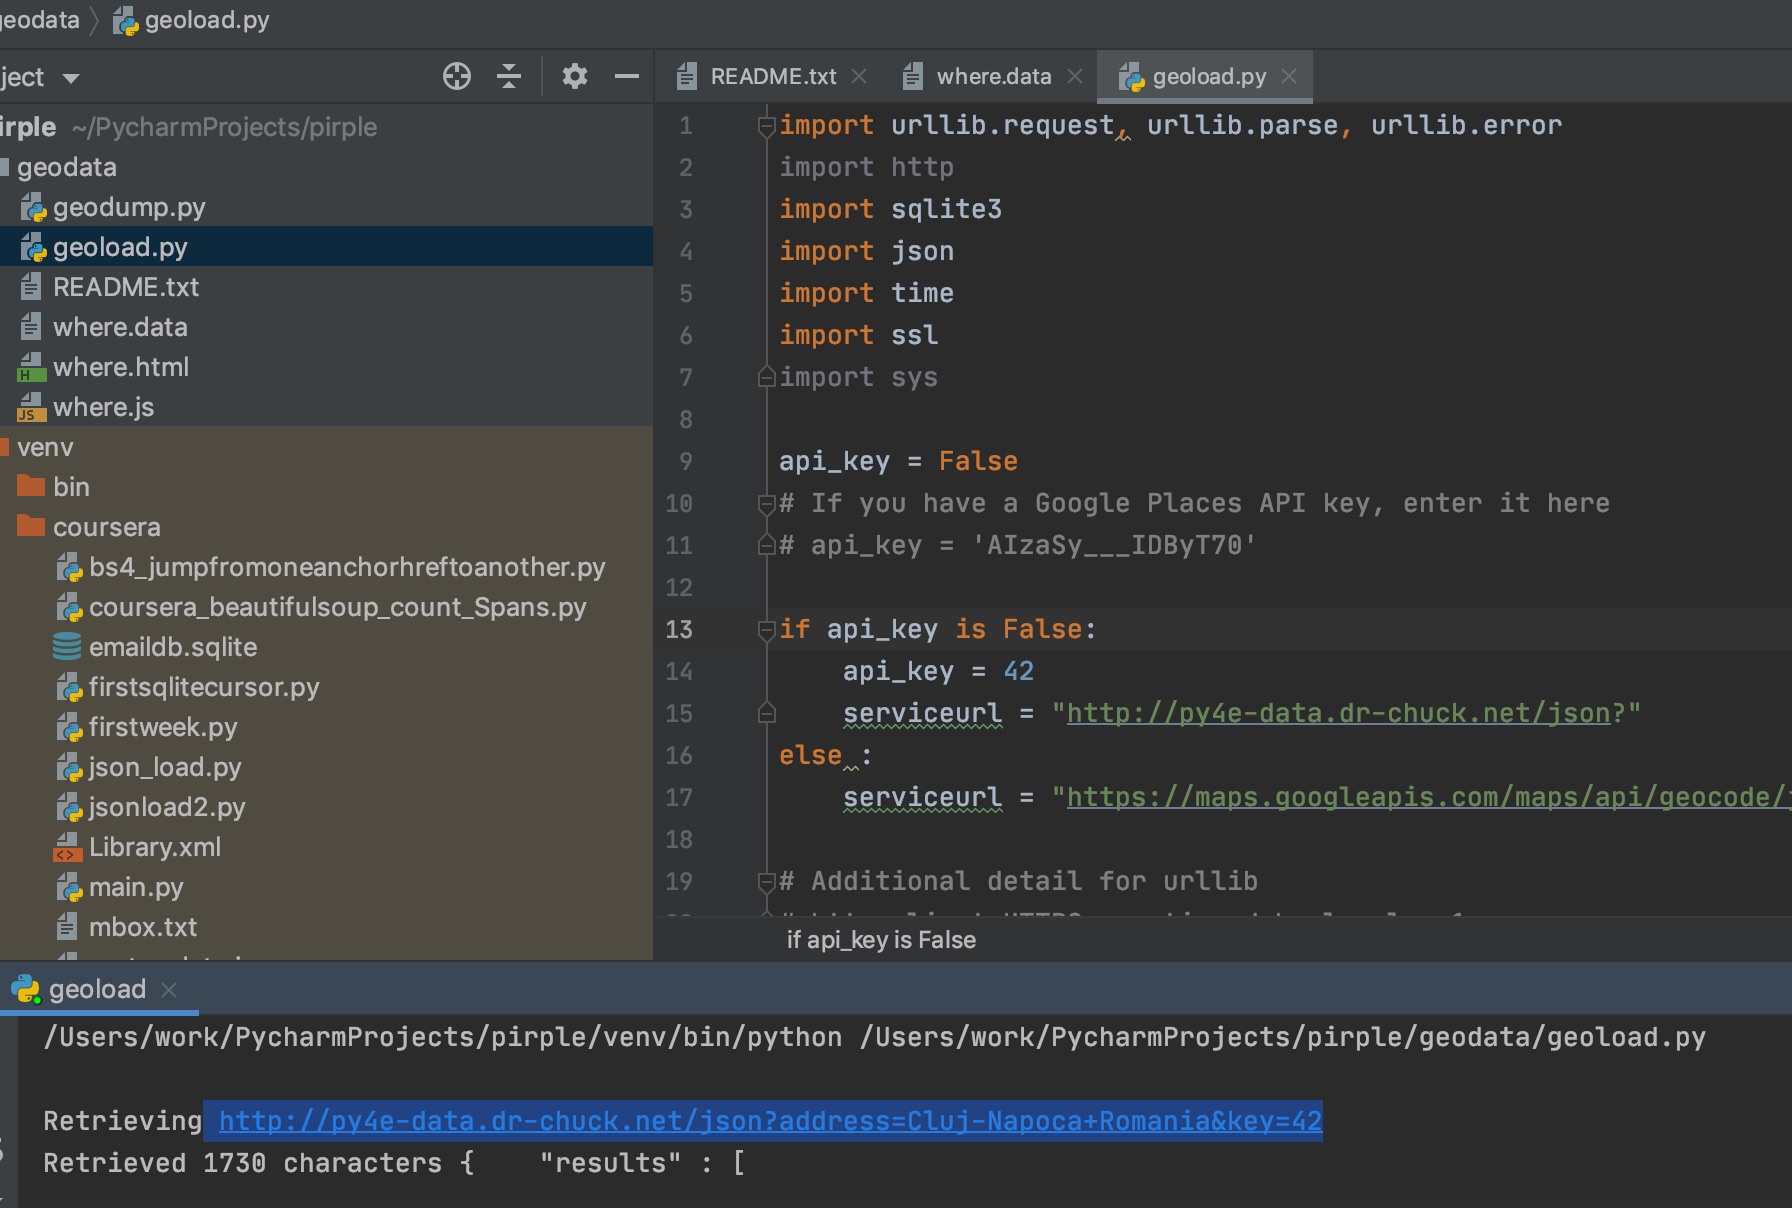 geodata geoload.py
ject
README.txt where.data geoload.py
irple ~/PycharmProjects/pirple
geodata
geodump.py
geoload.py
README.txt
where.data
where.html
where.js
venv
bin
coursera
bs4_jumpfromoneanchorhreftoanother.py
coursera_beautifulsoup_count_Spans.py
emaildb.sqlite
firstsqlitecursor.py
firstweek.py
json_load.py
jsonload2.py
Library.xml
main.py
mbox.txt
1 import urllib.request, urllib.parse, urllib.error
2 import http
3 import sqlite3
4 import json
5 import time
6 import ssl
7 import sys
8
9 api_key = False
10 # If you have a Google Places API key, enter it here
11 # api_key = 'AIzaSy___IDByT70'
12
13 if api_key is False:
14 api_key = 42
15 serviceurl = "http://py4e-data.dr-chuck.net/json?"
16 else :
17 serviceurl = "https://maps.googleapis.com/maps/api/geocode/
18
19 # Additional detail for urllib
if api_key is False
geoload
/Users/work/PycharmProjects/pirple/venv/bin/python /Users/work/PycharmProjects/pirple/geodata/geoload.py
Retrieving http://py4e-data.dr-chuck.net/json?address=Cluj-Napoca+Romania&key=42
Retrieved 1730 characters { "results" : [